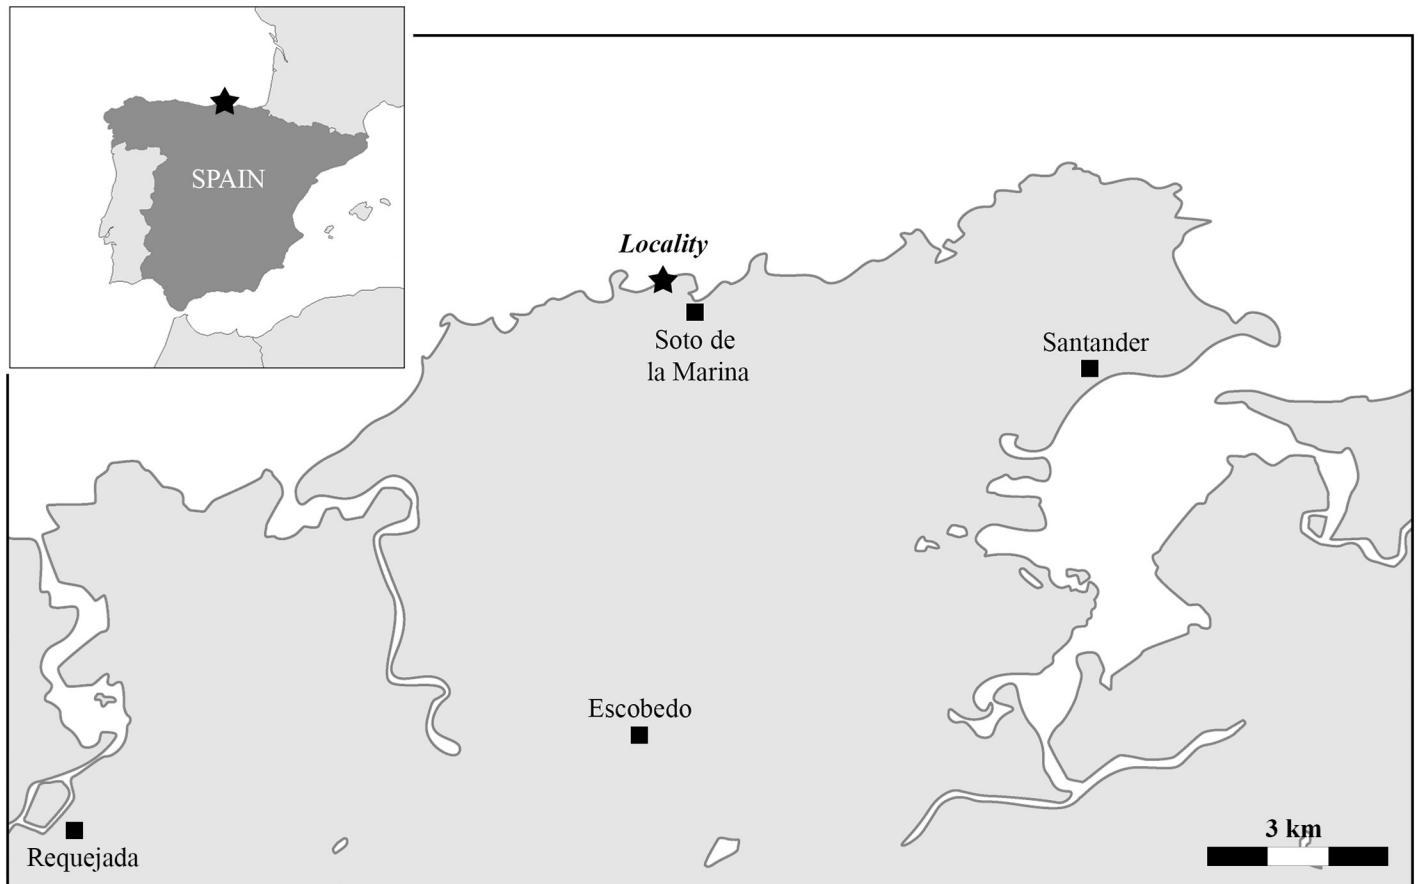 SPAIN
Locality
Soto de
la Marina
Santander
Escobedo
Requejada
3 km